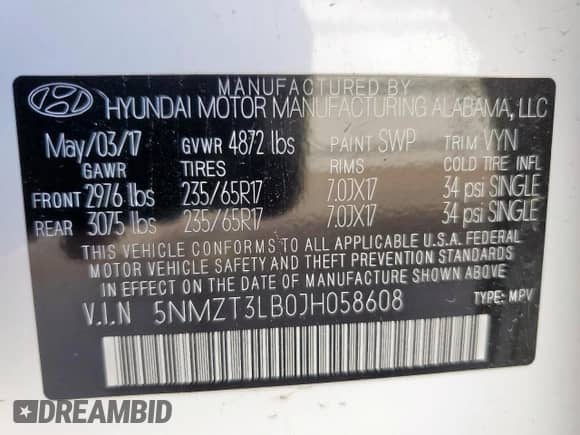 MANUFACTURED BY
HYUNDAI MOTOR MANUFACTURING ALABAMA, LLC
May/03/17 GVWR 4872 lbs PAINT SWP TRIM VYN
GAWR TIRES RIMS COLD TIRE INFL
FRONT 2976 lbs 235/65R17 7.0JX17 34 psi SINGLE
REAR 3075 lbs 235/65R17 7.0JX17 34 psi SINGLE
THIS VEHICLE CONFORMS TO ALL APPLICABLE U.S.A. FEDERAL
MOTOR VEHICLE SAFETY AND THEFT PREVENTION STANDARDS
IN EFFECT ON THE DATE OF MANUFACTURE SHOWN ABOVE.
V.I.N 5NMZT3LB0JH058608 TYPE: MPV
DREAMBID